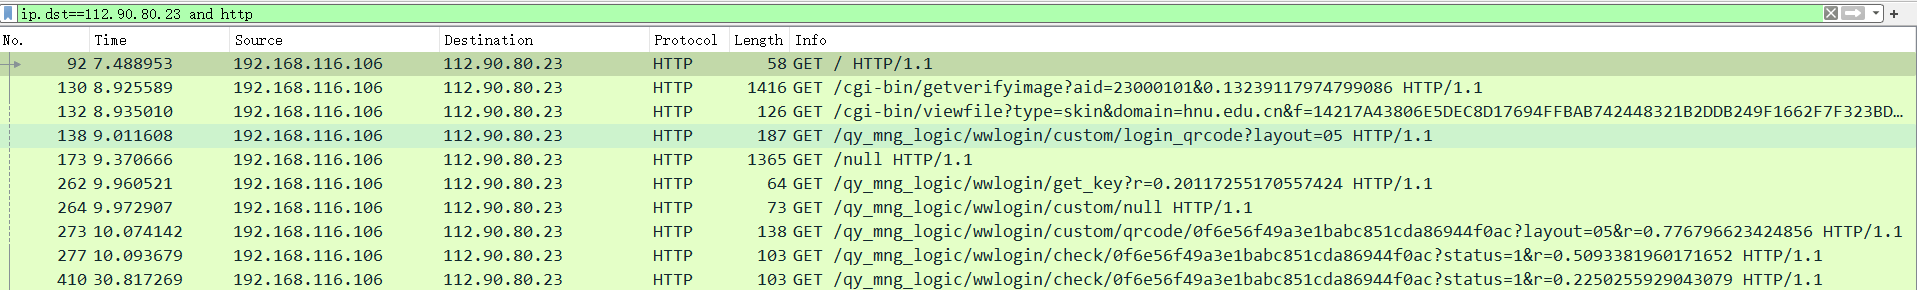 ip.dst==112.90.80.23 and http
No. Time Source Destination Protocol Length Info
92 7.488953 192.168.116.106 112.90.80.23 HTTP 58 GET / HTTP/1.1
130 8.925589 192.168.116.106 112.90.80.23 HTTP 1416 GET /cgi-bin/getverifyimage?aid=23000101&0.13239117974799086 HTTP/1.1
132 8.935010 192.168.116.106 112.90.80.23 HTTP 126 GET /cgi-bin/viewfile?type=skin&domain=hnu.edu.cn&f=14217A43806E5DEC8D17694FFBAB742448321B2DDB249F1662F7F323BD…
138 9.011608 192.168.116.106 112.90.80.23 HTTP 187 GET /qy_mng_logic/wwlogin/custom/login_qrcode?layout=05 HTTP/1.1
173 9.370666 192.168.116.106 112.90.80.23 HTTP 1365 GET /null HTTP/1.1
262 9.960521 192.168.116.106 112.90.80.23 HTTP 64 GET /qy_mng_logic/wwlogin/get_key?r=0.20117255170557424 HTTP/1.1
264 9.972907 192.168.116.106 112.90.80.23 HTTP 73 GET /qy_mng_logic/wwlogin/custom/null HTTP/1.1
273 10.074142 192.168.116.106 112.90.80.23 HTTP 138 GET /qy_mng_logic/wwlogin/custom/qrcode/0f6e56f49a3e1babc851cda86944f0ac?layout=05&r=0.776796623424856 HTTP/1.1
277 10.093679 192.168.116.106 112.90.80.23 HTTP 103 GET /qy_mng_logic/wwlogin/check/0f6e56f49a3e1babc851cda86944f0ac?status=1&r=0.5093381960171652 HTTP/1.1
410 30.817269 192.168.116.106 112.90.80.23 HTTP 103 GET /qy_mng_logic/wwlogin/check/0f6e56f49a3e1babc851cda86944f0ac?status=1&r=0.2250255929043079 HTTP/1.1